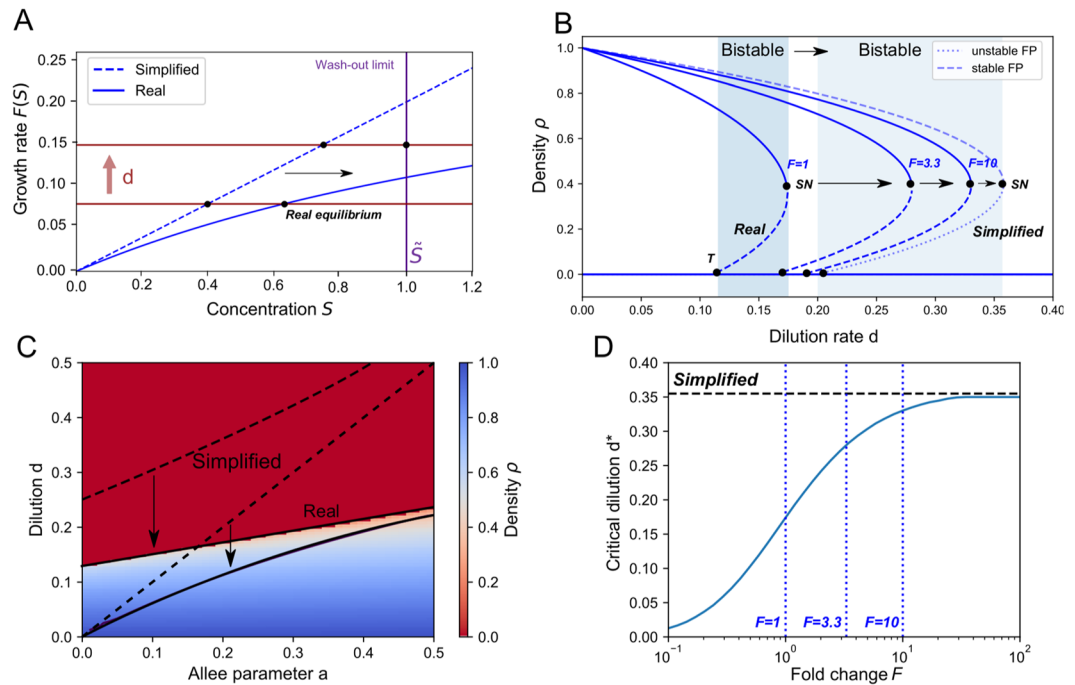 A
Growth rate F(S)
0.25
0.20
0.15
0.10
0.05
0.00
Simplified
Real
Wash-out limit
d
Real equilibrium
S̃
0.0 0.2 0.4 0.6 0.8 1.0 1.2
Concentration S
B
Density ρ
1.0
0.8
0.6
0.4
0.2
0.0
Bistable
Bistable
unstable FP
stable FP
F=1
F=3.3
F=10
SN
SN
Real
Simplified
T
0.00 0.05 0.10 0.15 0.20 0.25 0.30 0.35 0.40
Dilution rate d
C
Dilution d
0.5
0.4
0.3
0.2
0.1
0.0
Simplified
Real
0.0 0.1 0.2 0.3 0.4 0.5
Allee parameter a
1.0
0.8
0.6
0.4
0.2
0.0
Density ρ
D
Critical dilution d*
0.40
0.35
0.30
0.25
0.20
0.15
0.10
0.05
0.00
Simplified
F=1
F=3.3
F=10
10⁻¹ 10⁰ 10¹ 10²
Fold change F